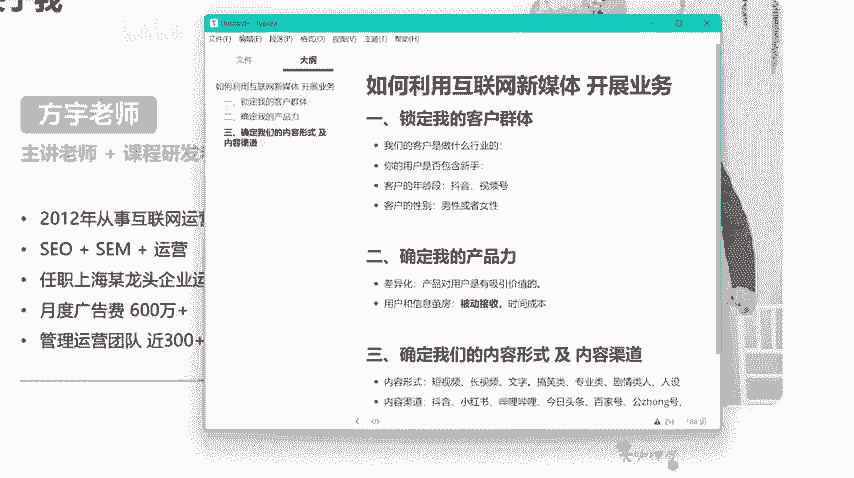 方宇老师
主讲老师 + 课程研发
2012年从事互联网运营
SEO + SEM + 运营
任职上海某龙头企业运
月度广告费 600万+
管理运营团队 近300+
文件(F) 编辑(E) 段落(P) 格式(O) 视图(V) 主题(T) 帮助(H)
文件 大纲
如何利用互联网新媒体 开展业务
一、锁定我的客户群体
二、确定我的产品力
三、确定我们的内容形式 及
内容渠道
如何利用互联网新媒体 开展业务
一、锁定我的客户群体
我们的客户是做什么行业的：
你的用户是否包含新手：
客户的年龄段：抖音、视频号
客户的性别：男性或者女性
二、确定我的产品力
差异化：产品对用户是有吸引价值的。
用户和信息茧房：被动接收。时间成本
三、确定我们的内容形式 及 内容渠道
内容形式：短视频、长视频、文字。搞笑类、专业类、剧情类人、人设
内容渠道：抖音、小红书、哔哩哔哩、今日头条、百家号、公zhong号、